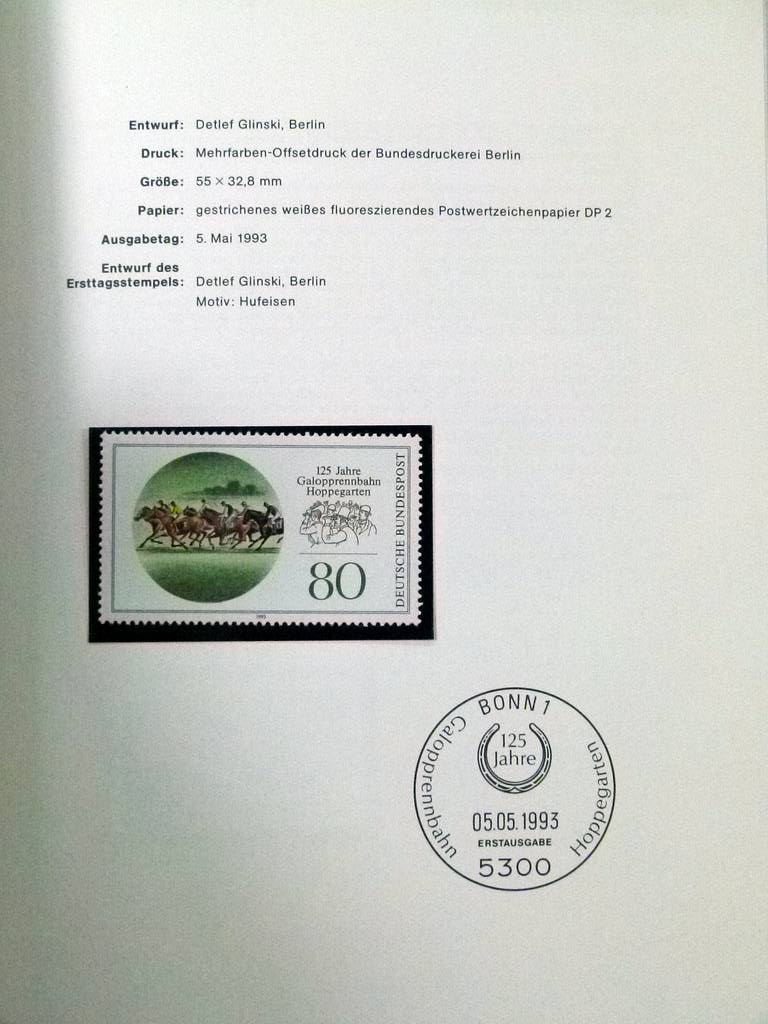 Entwurf: Detlef Glinski, Berlin
Druck: Mehrfarben-Offsetdruck der Bundesdruckerei Berlin
Größe: 55 × 32,8 mm
Papier: gestrichenes weißes fluoreszierendes Postwertzeichenpapier DP 2
Ausgabetag: 5. Mai 1993
Entwurf des
Ersttagsstempels: Detlef Glinski, Berlin
Motiv: Hufeisen
125 Jahre
Galopprennbahn
Hoppegarten
80
DEUTSCHE BUNDESPOST
1993
BONN 1
Galopprennbahn
125
Jahre
Hoppegarten
05.05.1993
ERSTAUSGABE
5300